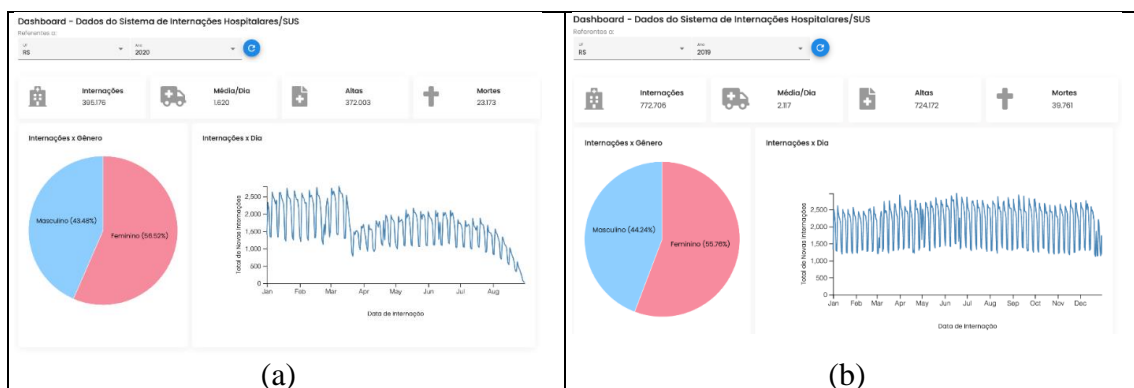 Dashboard - Dados do Sistema de Internações Hospitalares/SUS
Referentes a:
UF
RS
Ano
2020
Internações
395.176
Média/Dia
1.620
Altas
372.003
Mortes
23.173
Internações x Gênero
Masculino (43.48%)
Feminino (56.52%)
Internações x Dia
Total de Novas Internações
2,500
2,000
1,500
1,000
500
0
Jan Feb Mar Apr May Jun Jul Aug
Data de Internação
(a)
Dashboard - Dados do Sistema de Internações Hospitalares/SUS
Referentes a:
UF
RS
Ano
2019
Internações
772.706
Média/Dia
2.117
Altas
724.172
Mortes
39.761
Internações x Gênero
Masculino (44.24%)
Feminino (55.76%)
Internações x Dia
Total de Novas Internações
2,500
2,000
1,500
1,000
500
0
Jan Feb Mar Apr May Jun Jul Aug Sep Oct Nov Dec
Data de Internação
(b)